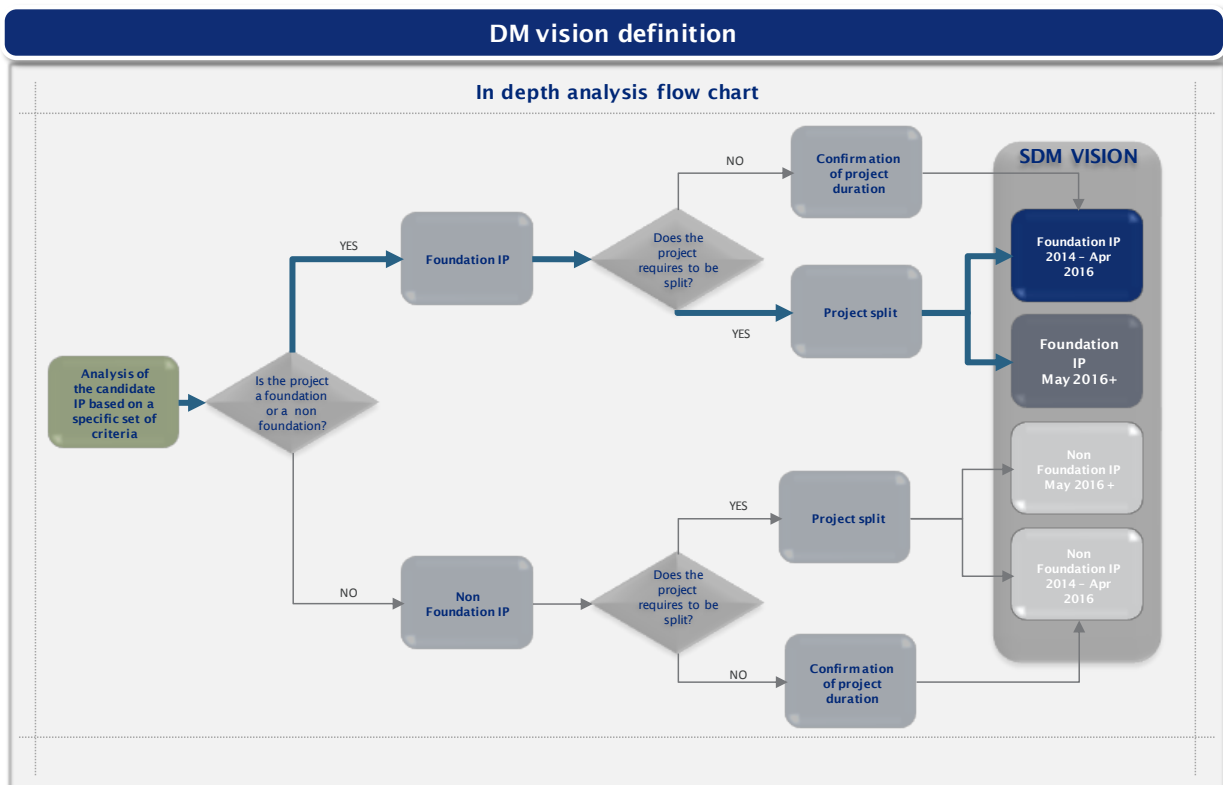 DM vision definition
In depth analysis flow chart
NO
Confirmation
of project
duration
SDM VISION
YES
Foundation IP
Does the
project
requires to be
split?
Foundation IP
2014 – Apr
2016
YES
Project split
Foundation
IP
May 2016+
Analysis of
the candidate
IP based on a
specific set of
criteria
Is the project
a foundation
or a non
foundation?
Non
Foundation IP
May 2016 +
YES
Project split
NO
Non
Foundation IP
Does the
project
requires to be
split?
Non
Foundation IP
2014 – Apr
2016
NO
Confirmation
of project
duration